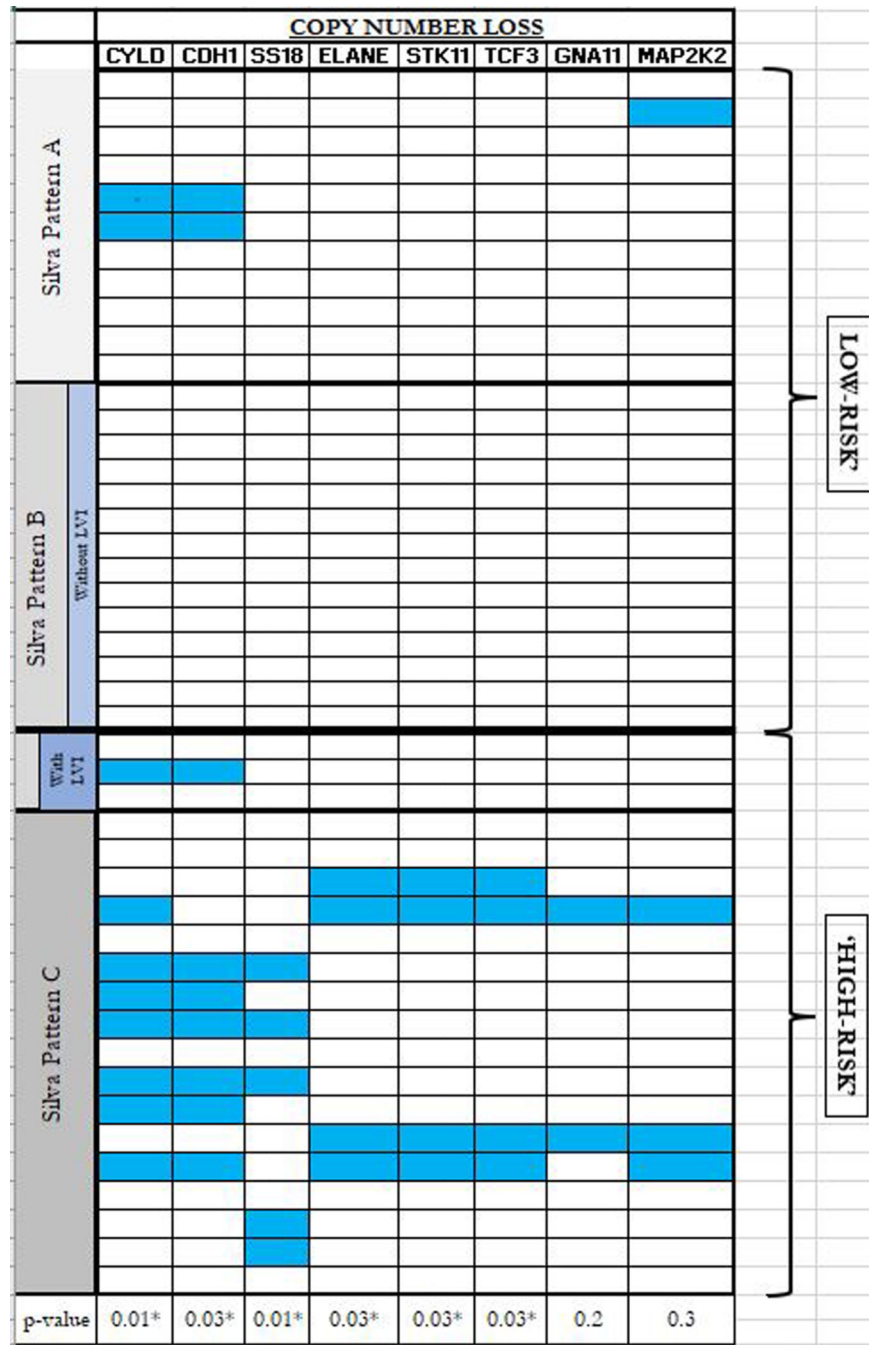 COPY NUMBER LOSS
CYLD CDH1 SS18 ELANE STK11 TCF3 GNA11 MAP2K2
Silva Pattern A
Silva Pattern B
Without LVI
With
LVI
Silva Pattern C
LOW-RISK'
'HIGH-RISK'
p-value 0.01* 0.03* 0.01* 0.03* 0.03* 0.03* 0.2 0.3